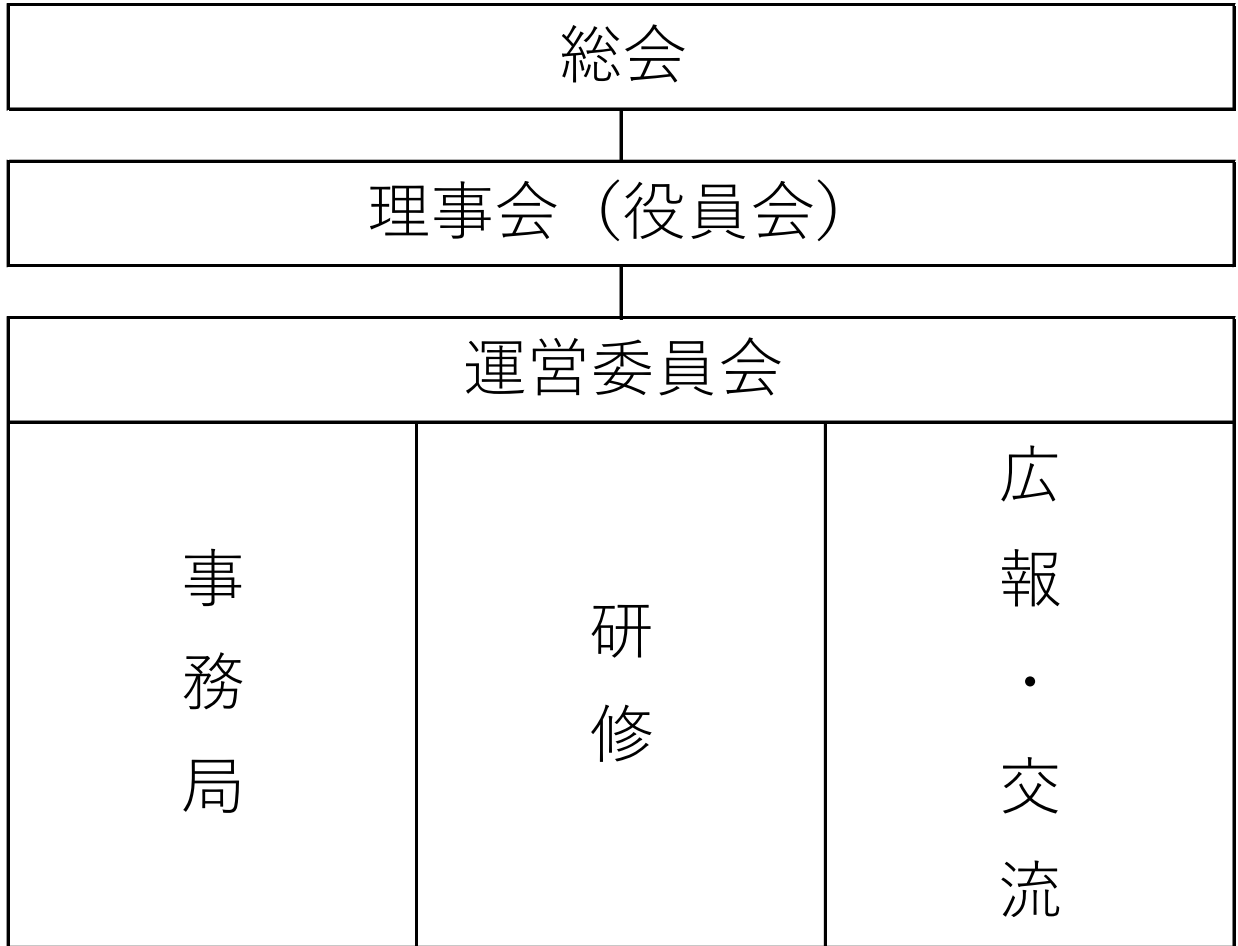 総会
理事会（役員会）
運営委員会
事務局
研修
広報・交流